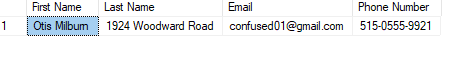 First Name Last Name Email Phone Number
1 Otis Milburn 1924 Woodward Road confused01@gmail.com 515-0555-9921